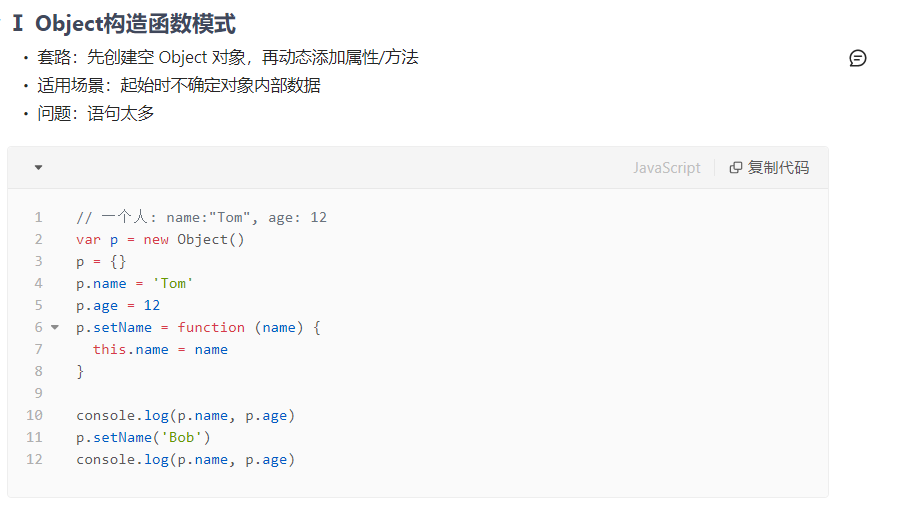 I Object构造函数模式
• 套路：先创建空 Object 对象，再动态添加属性/方法
• 适用场景：起始时不确定对象内部数据
• 问题：语句太多
JavaScript 复制代码
1 // 一个人: name:"Tom", age: 12
2 var p = new Object()
3 p = {}
4 p.name = 'Tom'
5 p.age = 12
6 p.setName = function (name) {
7   this.name = name
8 }
9
10 console.log(p.name, p.age)
11 p.setName('Bob')
12 console.log(p.name, p.age)